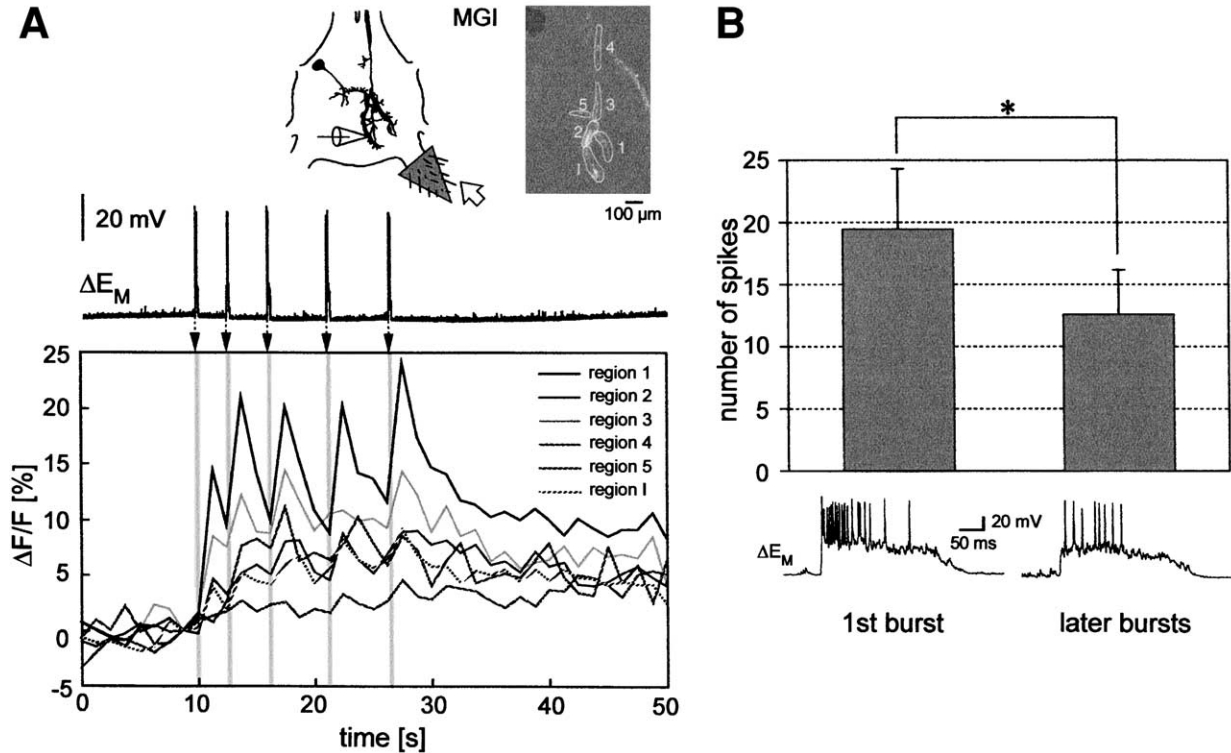 A
MGI
4
5
3
2
1
I
100 µm
20 mV
ΔE_M
25
20
15
10
5
0
-5
ΔF/F [%]
region 1
region 2
region 3
region 4
region 5
region I
0
10
20
30
40
50
time [s]
B
*
25
20
15
10
5
0
number of spikes
ΔE_M
20 mV
50 ms
1st burst
later bursts